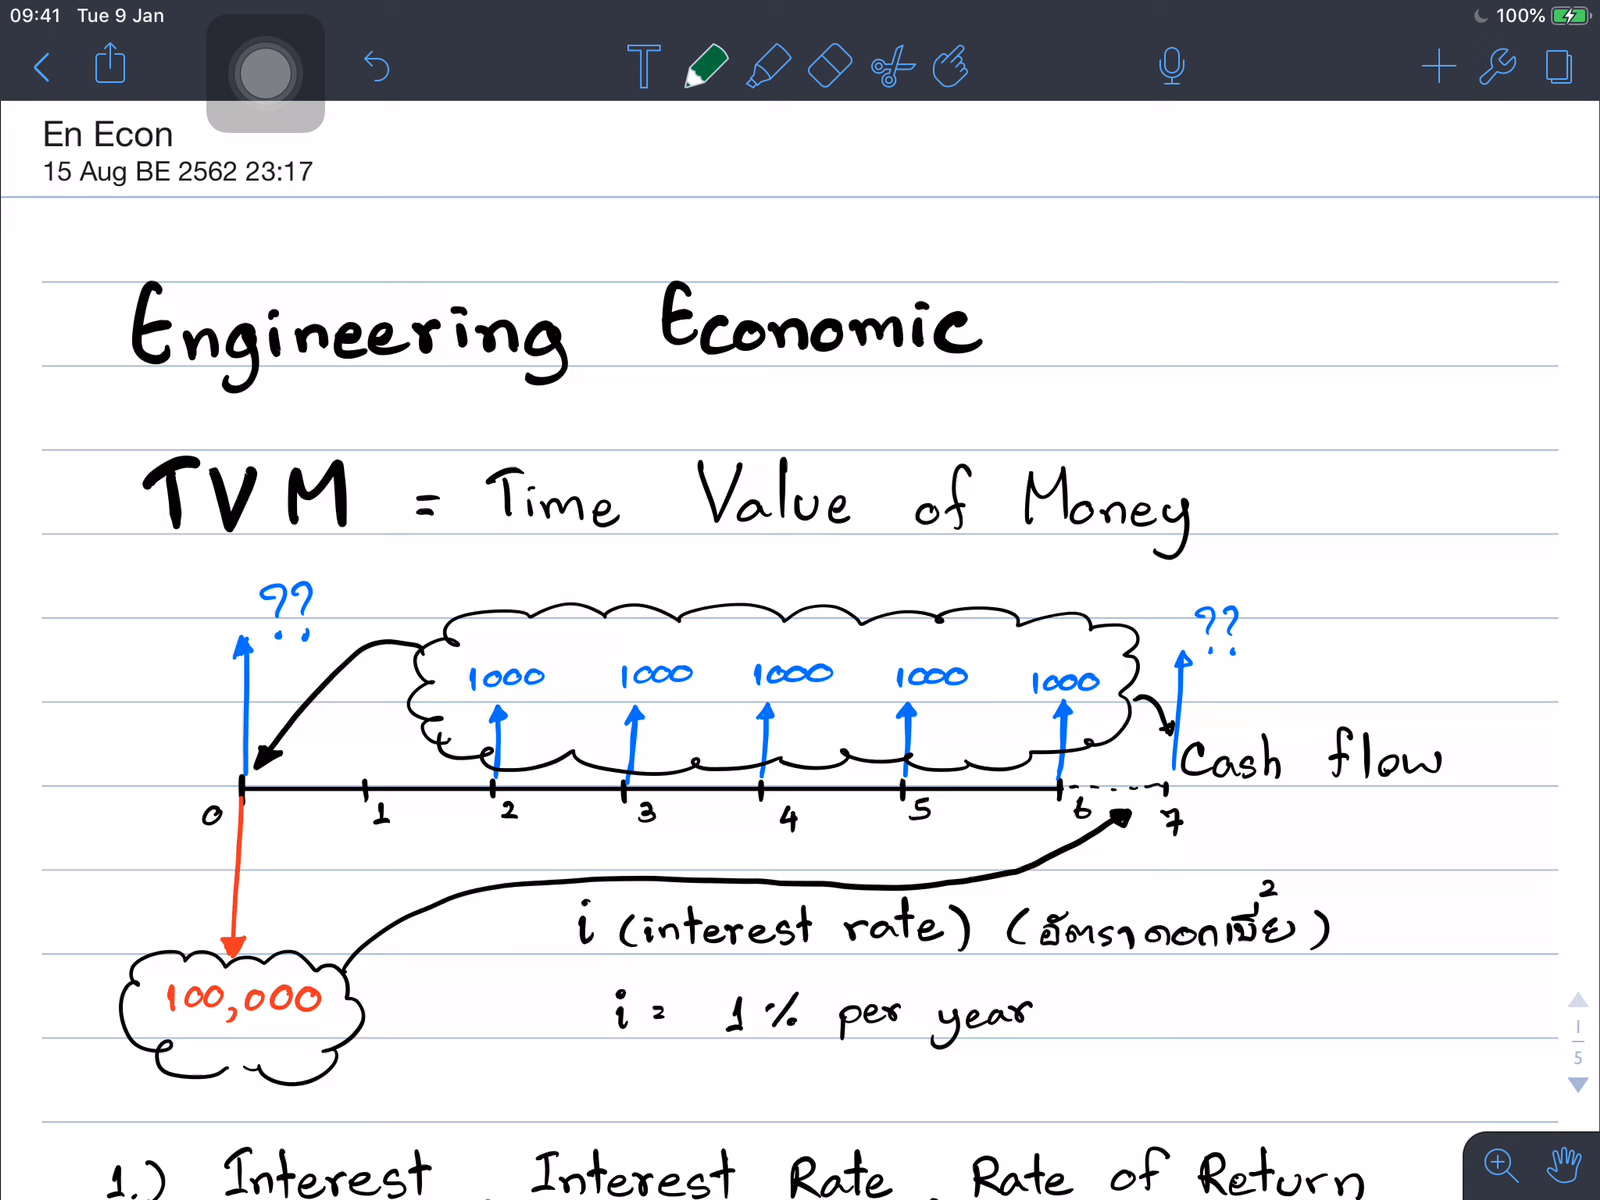 09:41 Tue 9 Jan 100%
En Econ
15 Aug BE 2562 23:17
Engineering Economic
TVM = Time Value of Money
?? ??
1000 1000 1000 1000 1000
Cash flow
0 1 2 3 4 5 6 7
2
i (interest rate) (อัตราดอกเบี้ย)
100,000
i = 1% per year
1
5
1.) Interest, Interest Rate, Rate of Return